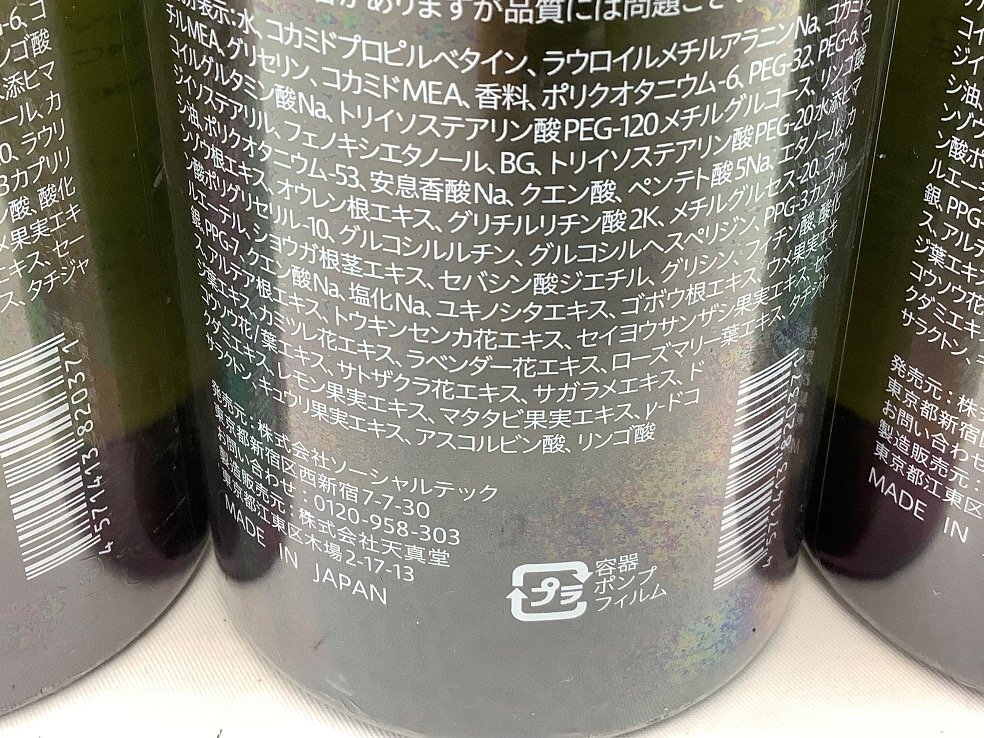 合がありますが品質には問題ござ
表示：水、コカミドプロピルベタイン、ラウロイルメチルアラニンNa、コカミ
チルMEA、グリセリン、コカミドMEA、香料、ポリクオタニウム-6、PEG-32、PEG-6、
コイルグルタミン酸Na、トリイソステアリン酸PEG-120メチルグルコース、リンゴ酸
ジイソステアリル、フェノキシエタノール、BG、トリイソステアリン酸PEG-20水添ヒマ
シ油、ポリクオタニウム-53、安息香酸Na、クエン酸、ペンテト酸5Na、エタノール、カ
ンゾウ根エキス、オウレン根エキス、グリチルリチン酸2K、メチルグルセス-20、ラウリ
ン酸ポリグリセリル-10、グルコシルルチン、グルコシルヘスペリジン、PPG-3カプリリ
ルエーテル、ショウガ根茎エキス、セバシン酸ジエチル、グリシン、フィチン酸、酸化
銀、PPG-7、クエン酸Na、塩化Na、ユキノシタエキス、ゴボウ根エキス、ウメ果実エキ
ス、アルテア根エキス、トウキンセンカ花エキス、セイヨウサンザシ果実エキス、セー
ジ葉エキス、カミツレ花エキス、ラベンダー花エキス、ローズマリー葉エキス、タチジャ
コウソウ花/葉エキス、サトザクラ花エキス、サガラメエキス、ド
クダミエキス、レモン果実エキス、マタタビ果実エキス、γ-ドコ
サラクトン、キュウリ果実エキス、アスコルビン酸、リンゴ酸
発売元：株式会社ソーシャルテック
東京都新宿区西新宿7-7-30
お問い合わせ：0120-958-303
製造販売元：株式会社天真堂
東京都江東区木場2-17-13
MADE IN JAPAN
プラ
容器
ポンプ
フィルム
4 571413 820371